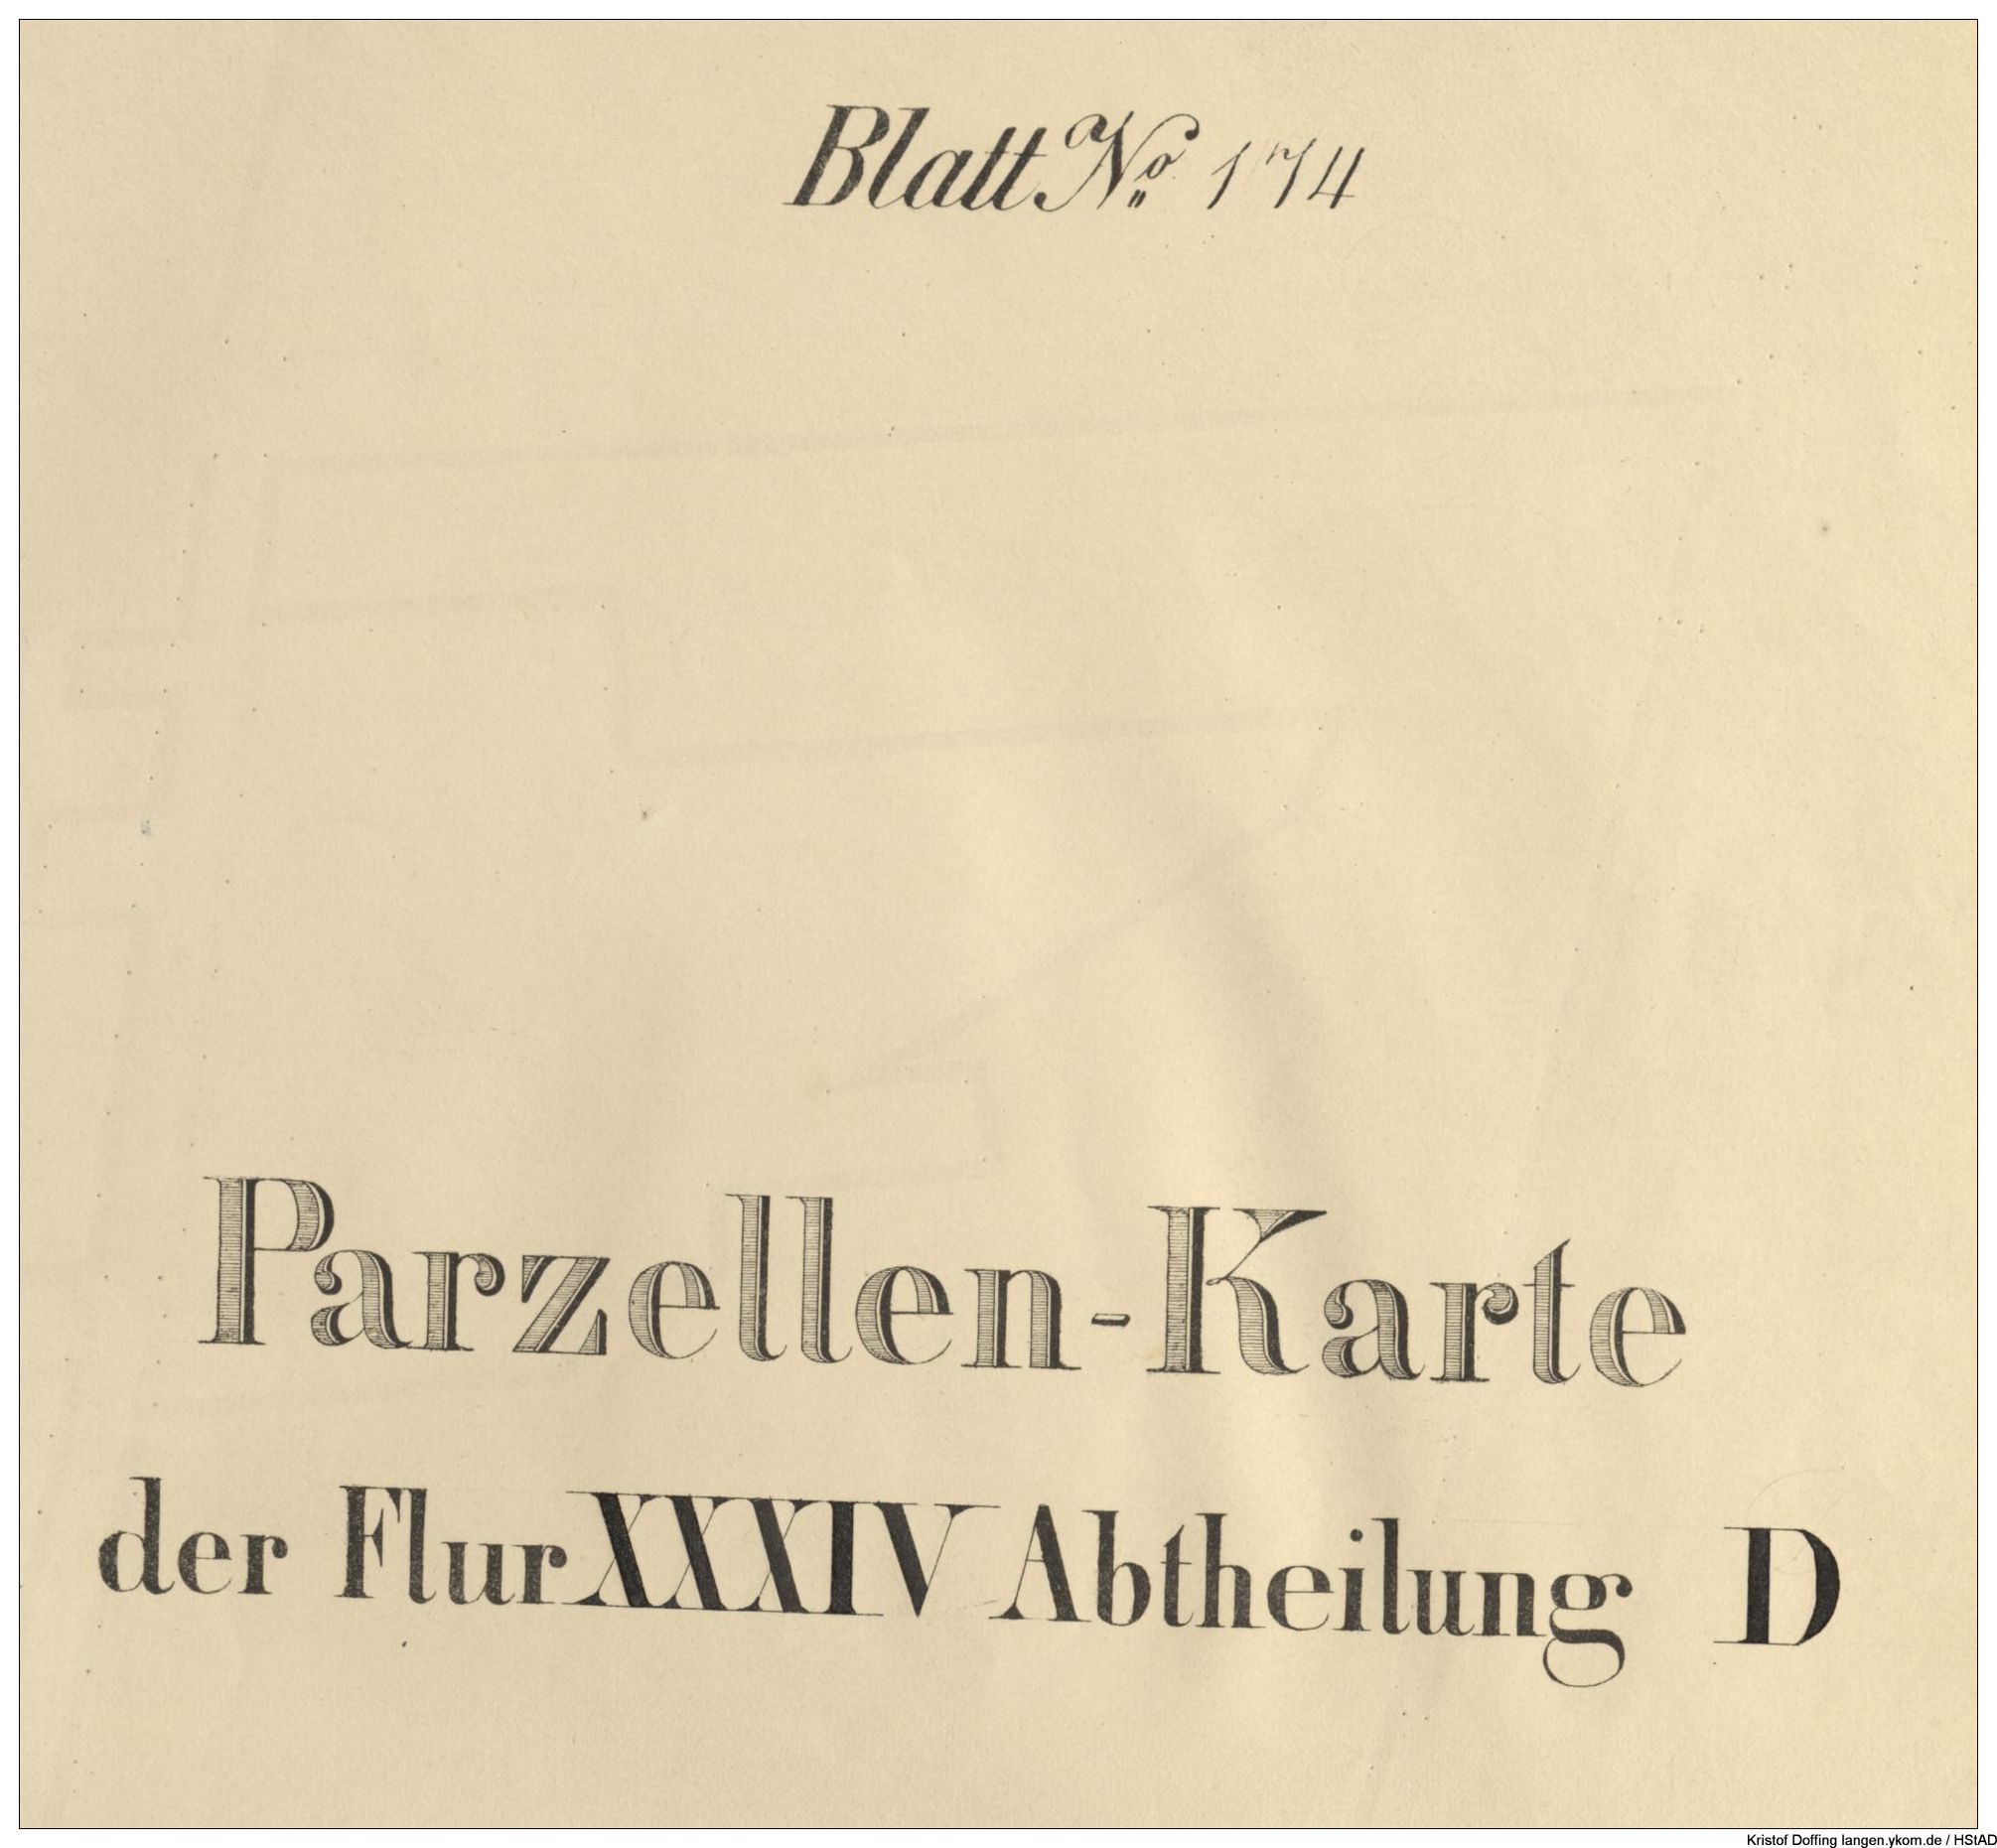 Blatt No. 174
Parzellen-Karte
der Flur XXXIV Abtheilung D
Kristof Doffing langen.ykom.de / HStAD